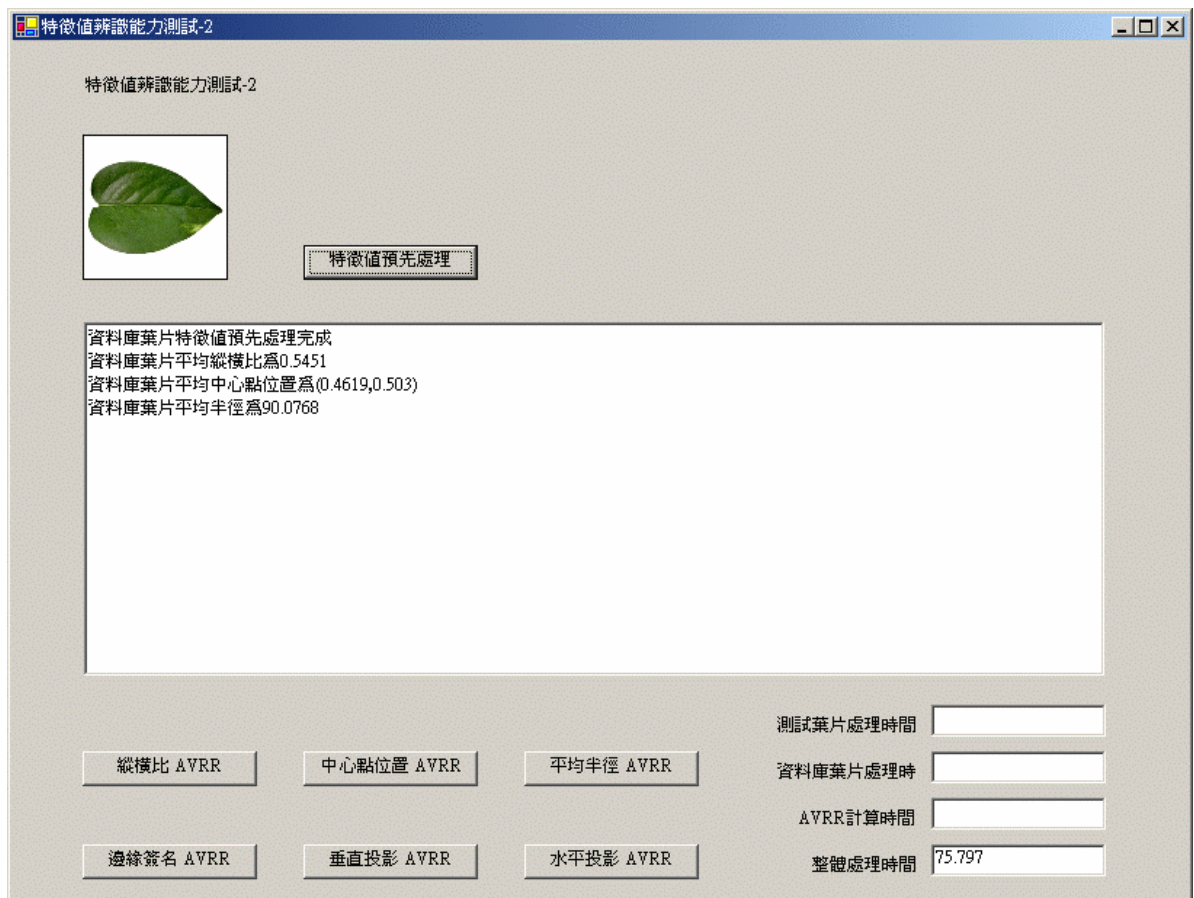 特徵值辨識能力測試-2
特徵值辨識能力測試-2
特徵值預先處理
資料庫葉片特徵值預先處理完成
資料庫葉片平均縱橫比為0.5451
資料庫葉片平均中心點位置為(0.4619,0.503)
資料庫葉片平均半徑為90.0768
測試葉片處理時間
縱橫比 AVRR
中心點位置 AVRR
平均半徑 AVRR
資料庫葉片處理時
AVRR計算時間
邊緣簽名 AVRR
垂直投影 AVRR
水平投影 AVRR
整體處理時間
75.797